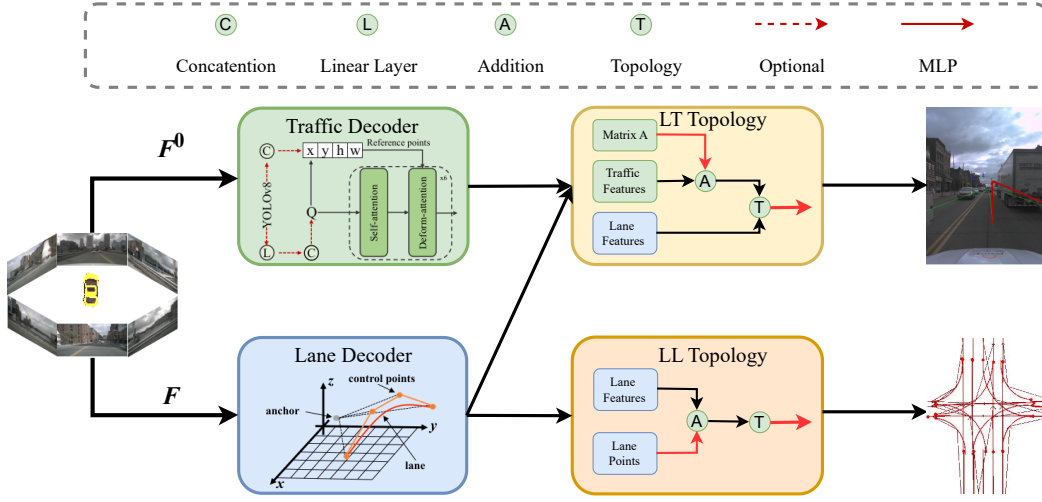 C L A T
Concatention Linear Layer Addition Topology Optional MLP
F⁰
Traffic Decoder
Reference points
C x y h w
YOLOv8
Self-attention
Deform-attention
x6
Q
L C
LT Topology
Matrix A
Traffic
Features
A
T
Lane
Features
F
Lane Decoder
control points
z
anchor
y
lane
x
LL Topology
Lane
Features
A T
Lane
Points